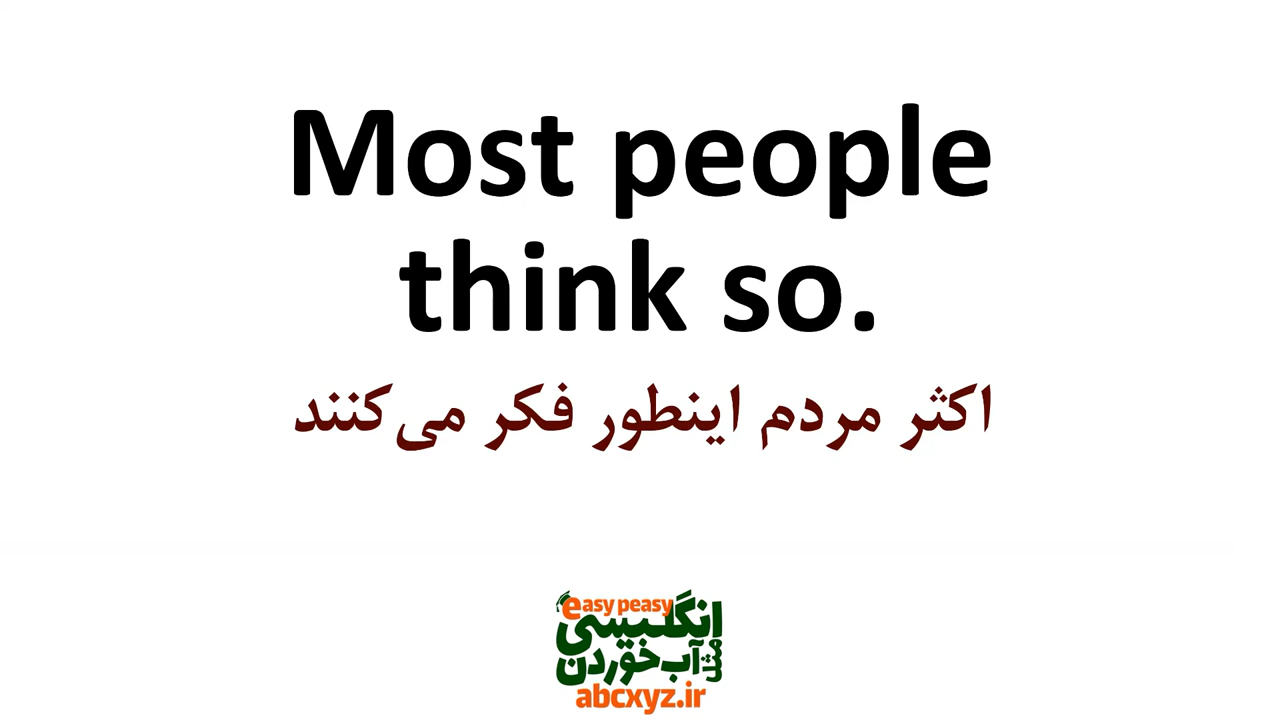 Most people
think so.
اکثر مردم اینطور فکر می‌کنند
easy peasy
انگلیسی
مثل آب خوردن
abcxyz.ir